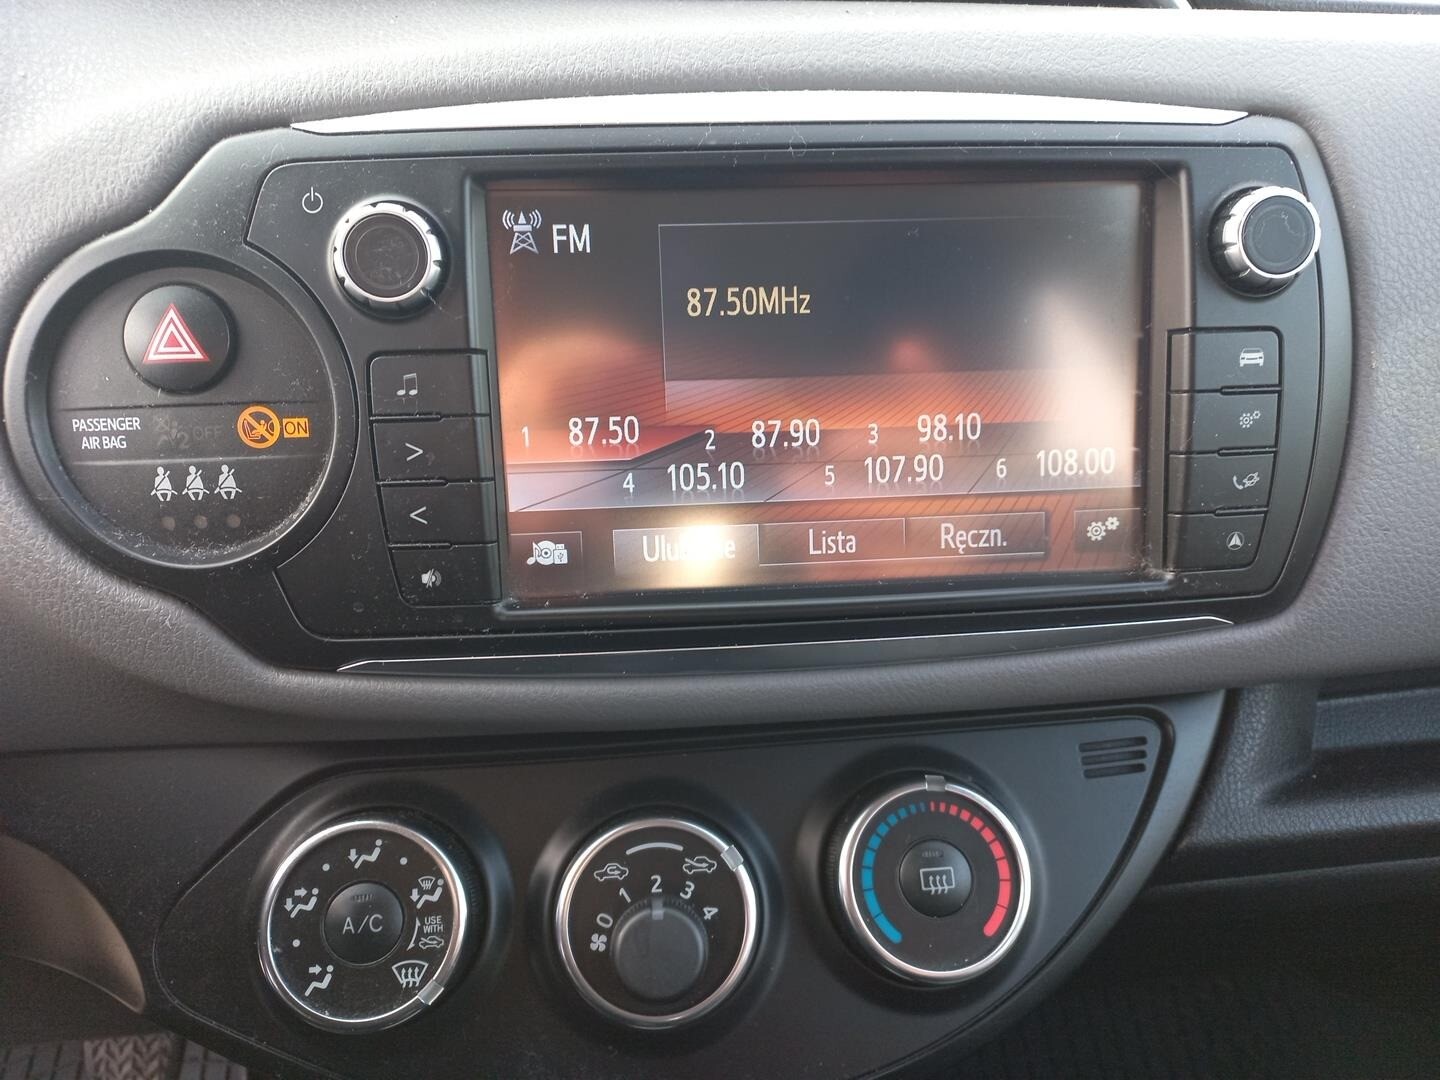 FM
87.50MHz
1 87.50 2 87.90 3 98.10
4 105.10 5 107.90 6 108.00
Lista Ręczn.
PASSENGER
AIR BAG
2 OFF ON
A/C
USE
WITH
0 1 2 3 4